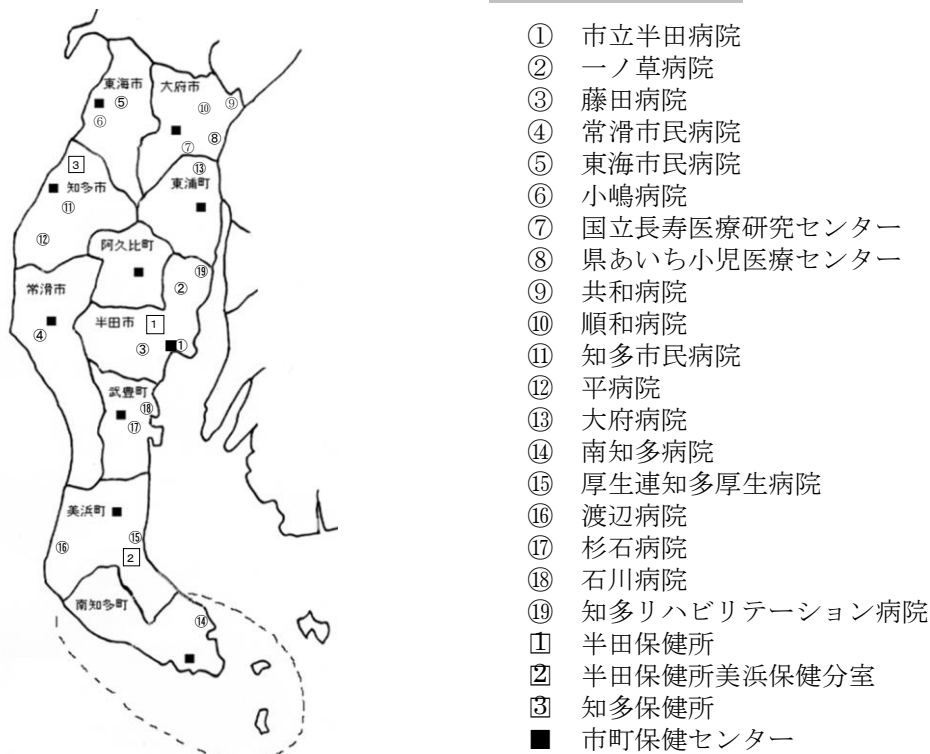 東海市
⑤
⑥
大府市
⑩
⑨
⑧
⑦
3
知多市
⑪
⑫
⑬
東浦町
阿久比町
⑲
②
常滑市
④
半田市
1
③
①
武豊町
⑱
⑰
美浜町
⑯
⑮
2
南知多町
⑭
① 市立半田病院
② 一ノ草病院
③ 藤田病院
④ 常滑市民病院
⑤ 東海市民病院
⑥ 小嶋病院
⑦ 国立長寿医療研究センター
⑧ 県あいち小児医療センター
⑨ 共和病院
⑩ 順和病院
⑪ 知多市民病院
⑫ 平病院
⑬ 大府病院
⑭ 南知多病院
⑮ 厚生連知多厚生病院
⑯ 渡辺病院
⑰ 杉石病院
⑱ 石川病院
⑲ 知多リハビリテーション病院
1 半田保健所
2 半田保健所美浜保健分室
3 知多保健所
■ 市町保健センター